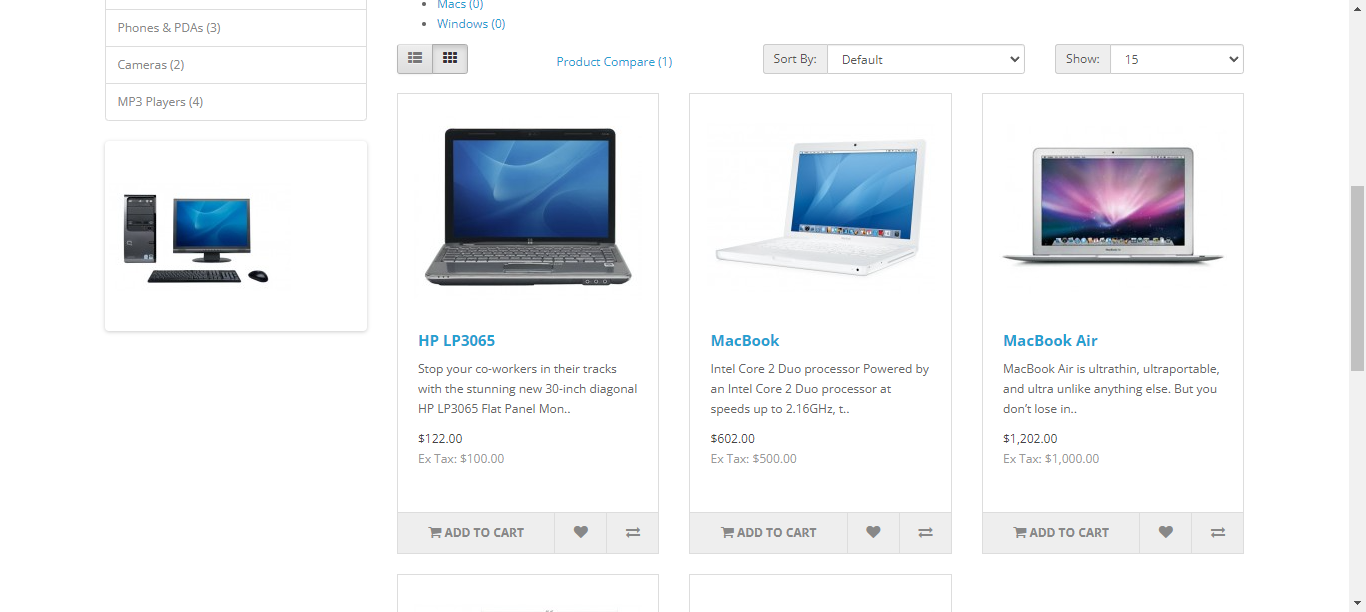 Macs (0)
Windows (0)
Phones & PDAs (3)
Cameras (2)
MP3 Players (4)
Product Compare (1)
Sort By:
Default
Show:
15
HP LP3065
Stop your co-workers in their tracks
with the stunning new 30-inch diagonal
HP LP3065 Flat Panel Mon..
$122.00
Ex Tax: $100.00
ADD TO CART
MacBook
Intel Core 2 Duo processor Powered by
an Intel Core 2 Duo processor at
speeds up to 2.16GHz, t..
$602.00
Ex Tax: $500.00
ADD TO CART
MacBook Air
MacBook Air is ultrathin, ultraportable,
and ultra unlike anything else. But you
don’t lose in..
$1,202.00
Ex Tax: $1,000.00
ADD TO CART